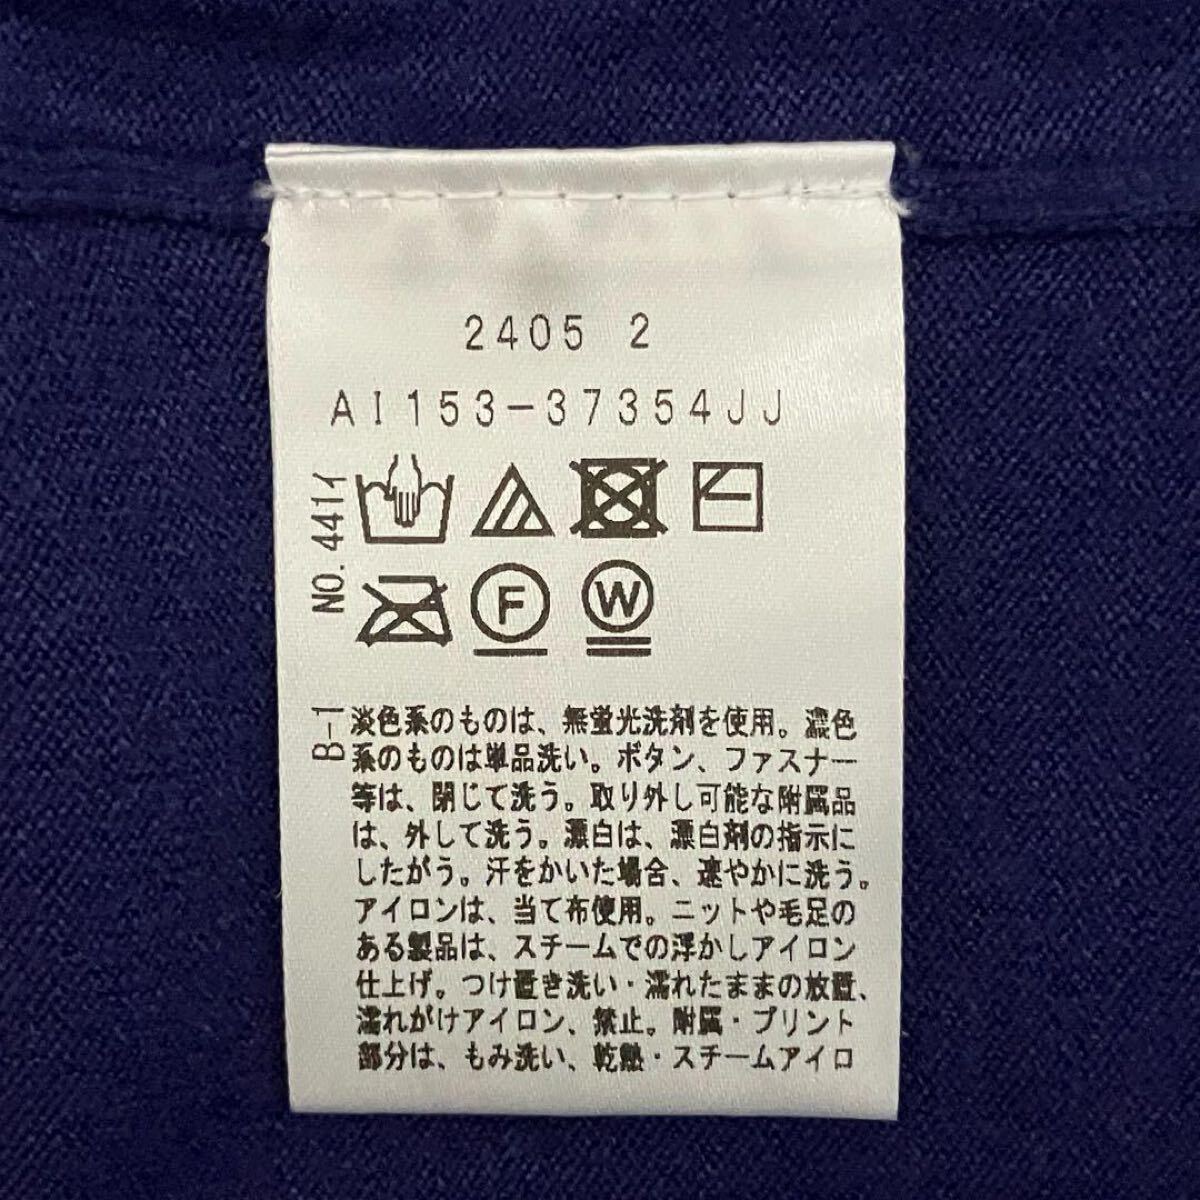 2405 2
AI153-37354JJ
NO.441イ
F
W
B-1
淡色系のものは、無蛍光洗剤を使用。濃色
系のものは単品洗い。ボタン、ファスナー
等は、閉じて洗う。取り外し可能な附属品
は、外して洗う。漂白は、漂白剤の指示に
したがう。汗をかいた場合、速やかに洗う。
アイロンは、当て布使用。ニットや毛足の
ある製品は、スチームでの浮かしアイロン
仕上げ。つけ置き洗い・濡れたままの放置、
濡れがけアイロン、禁止。附属・プリント
部分は、もみ洗い、乾熱・スチームアイロ